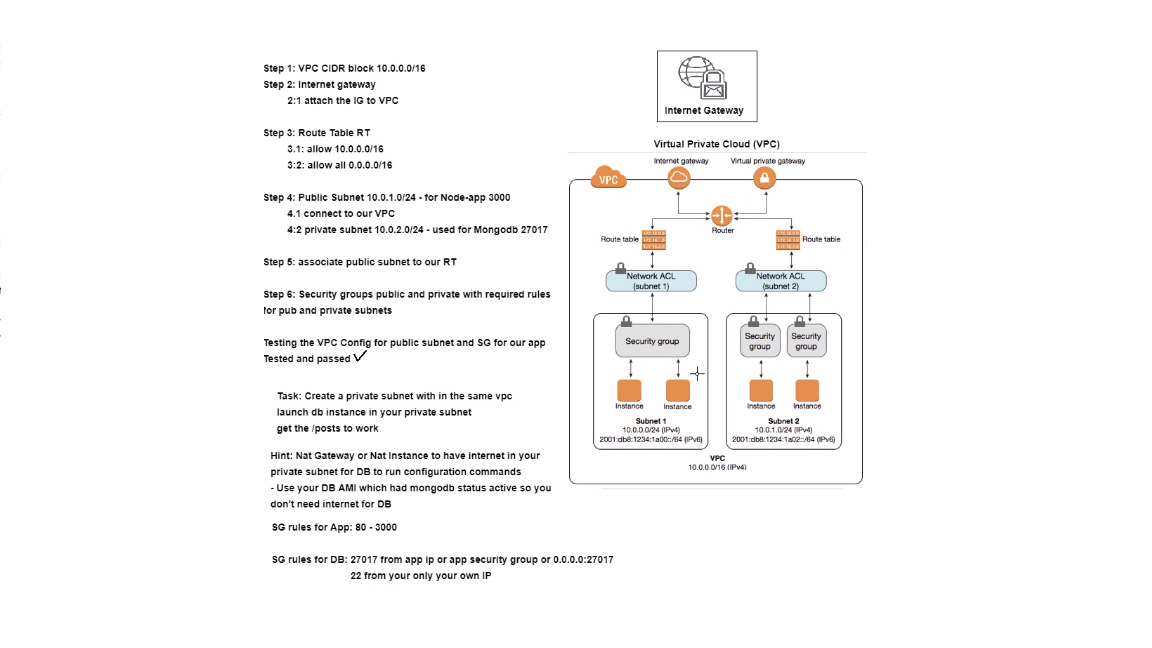 Step 1: VPC CIDR block 10.0.0.0/16
Step 2: Internet gateway
2:1 attach the IG to VPC
Step 3: Route Table RT
3.1: allow 10.0.0.0/16
3:2: allow all 0.0.0.0/16
Step 4: Public Subnet 10.0.1.0/24 - for Node-app 3000
4.1 connect to our VPC
4:2 private subnet 10.0.2.0/24 - used for Mongodb 27017
Step 5: associate public subnet to our RT
Step 6: Security groups public and private with required rules
for pub and private subnets
Testing the VPC Config for public subnet and SG for our app
Tested and passed
Task: Create a private subnet with in the same vpc
launch db instance in your private subnet
get the /posts to work
Hint: Nat Gateway or Nat Instance to have internet in your
private subnet for DB to run configuration commands
- Use your DB AMI which had mongodb status active so you
don't need internet for DB
SG rules for App: 80 - 3000
SG rules for DB: 27017 from app ip or app security group or 0.0.0.0:27017
22 from your only your own IP
Internet Gateway
Virtual Private Cloud (VPC)
Internet gateway
Virtual private gateway
VPC
Router
Route table
Route table
Network ACL
(subnet 1)
Network ACL
(subnet 2)
Security group
Security
group
Security
group
Instance
Instance
Instance
Instance
Subnet 1
10.0.0.0/24 (IPv4)
2001:db8:1234:1a00::/64 (IPv6)
Subnet 2
10.0.1.0/24 (IPv4)
2001:db8:1234:1a02::/64 (IPv6)
VPC
10.0.0.0/16 (IPv4)